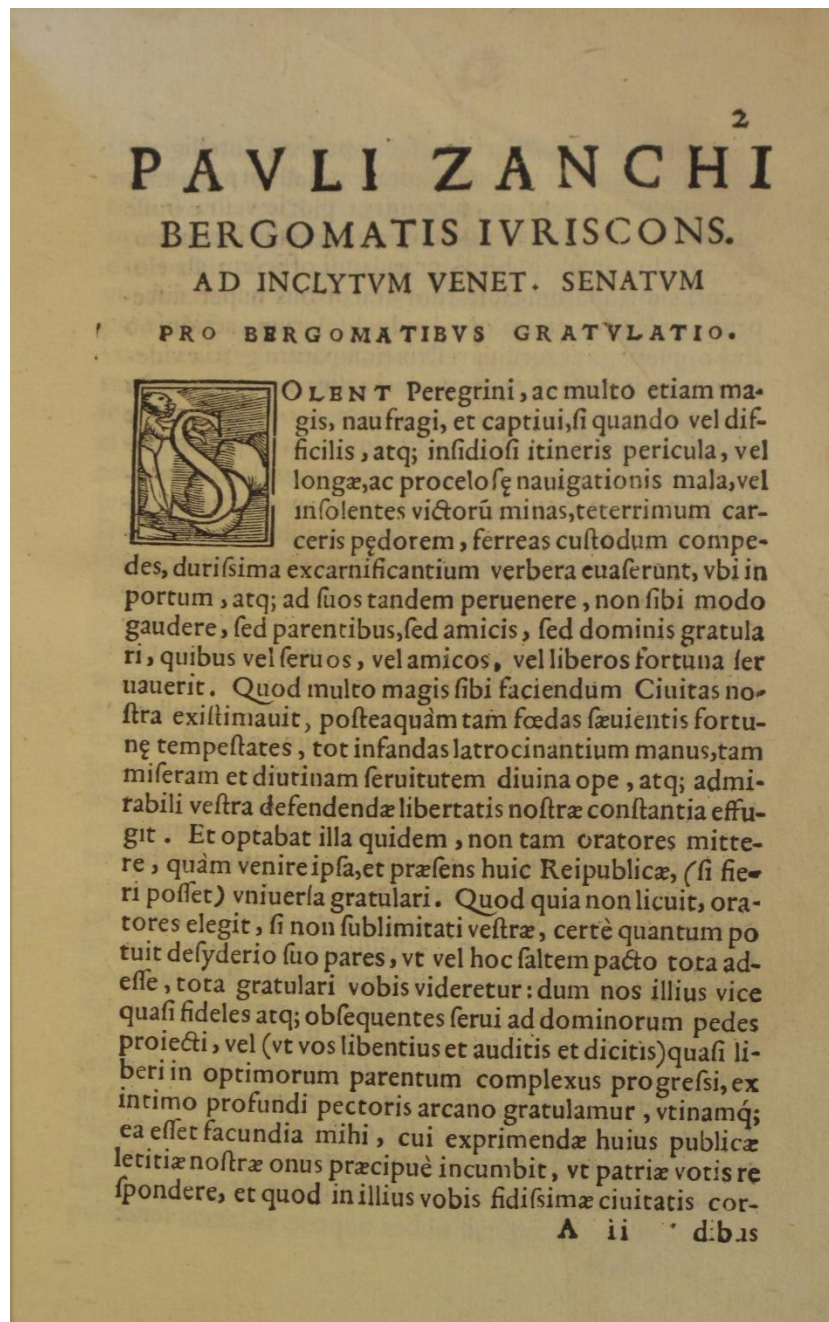 2
PAVLI ZANCHI
BERGOMATIS IVRISCONS.
AD INCLYTVM VENET. SENATVM
PRO BERGOMATIBVS GRATVLATIO.
SOLENT Peregrini, ac multo etiam ma-
gis, naufragi, et captiui,ſi quando vel dif-
ficilis, atq; inſidioſi itineris pericula, vel
longæ,ac proceloſę nauigationis mala,vel
inſolentes victorū minas,teterrimum car-
ceris pędorem, ferreas cuſtodum compe-
des, duriſsima excarnificantium verbera euaſerunt, vbi in
portum, atq; ad ſuos tandem peruenere, non ſibi modo
gaudere, ſed parentibus,ſed amicis, ſed dominis gratula
ri, quibus vel ſeruos, vel amicos, vel liberos fortuna ſer
uauerit. Quod multo magis ſibi faciendum Ciuitas no-
ſtra exiſtimauit, poſteaquàm tam fœdas ſæuientis fortu-
nę tempeſtates, tot infandas latrocinantium manus,tam
miſeram et diutinam ſeruitutem diuina ope, atq; admi-
rabili veſtra defendendæ libertatis noſtræ conſtantia effu-
git. Et optabat illa quidem, non tam oratores mitte-
re, quàm venire ipſa,et præſens huic Reipublicæ, (ſi fie-
ri poſſet) vniuerſa gratulari. Quod quia non licuit, ora-
tores elegit, ſi non ſublimitati veſtræ, certè quantum po
tuit deſyderio ſuo pares, vt vel hoc ſaltem pacto tota ad-
eſſe, tota gratulari vobis videretur: dum nos illius vice
quaſi fideles atq; obſequentes ſerui ad dominorum pedes
proiecti, vel (vt vos libentius et auditis et dicitis)quaſi li-
beri in optimorum parentum complexus progreſsi, ex
intimo profundi pectoris arcano gratulamur, vtinamq́;
ea eſſet facundia mihi, cui exprimendæ huius publicæ
letitiæ noſtræ onus præcipuè incumbit, vt patriæ votis re
ſpondere, et quod in illius vobis fidiſsimæ ciuitatis cor-
A ii dibus